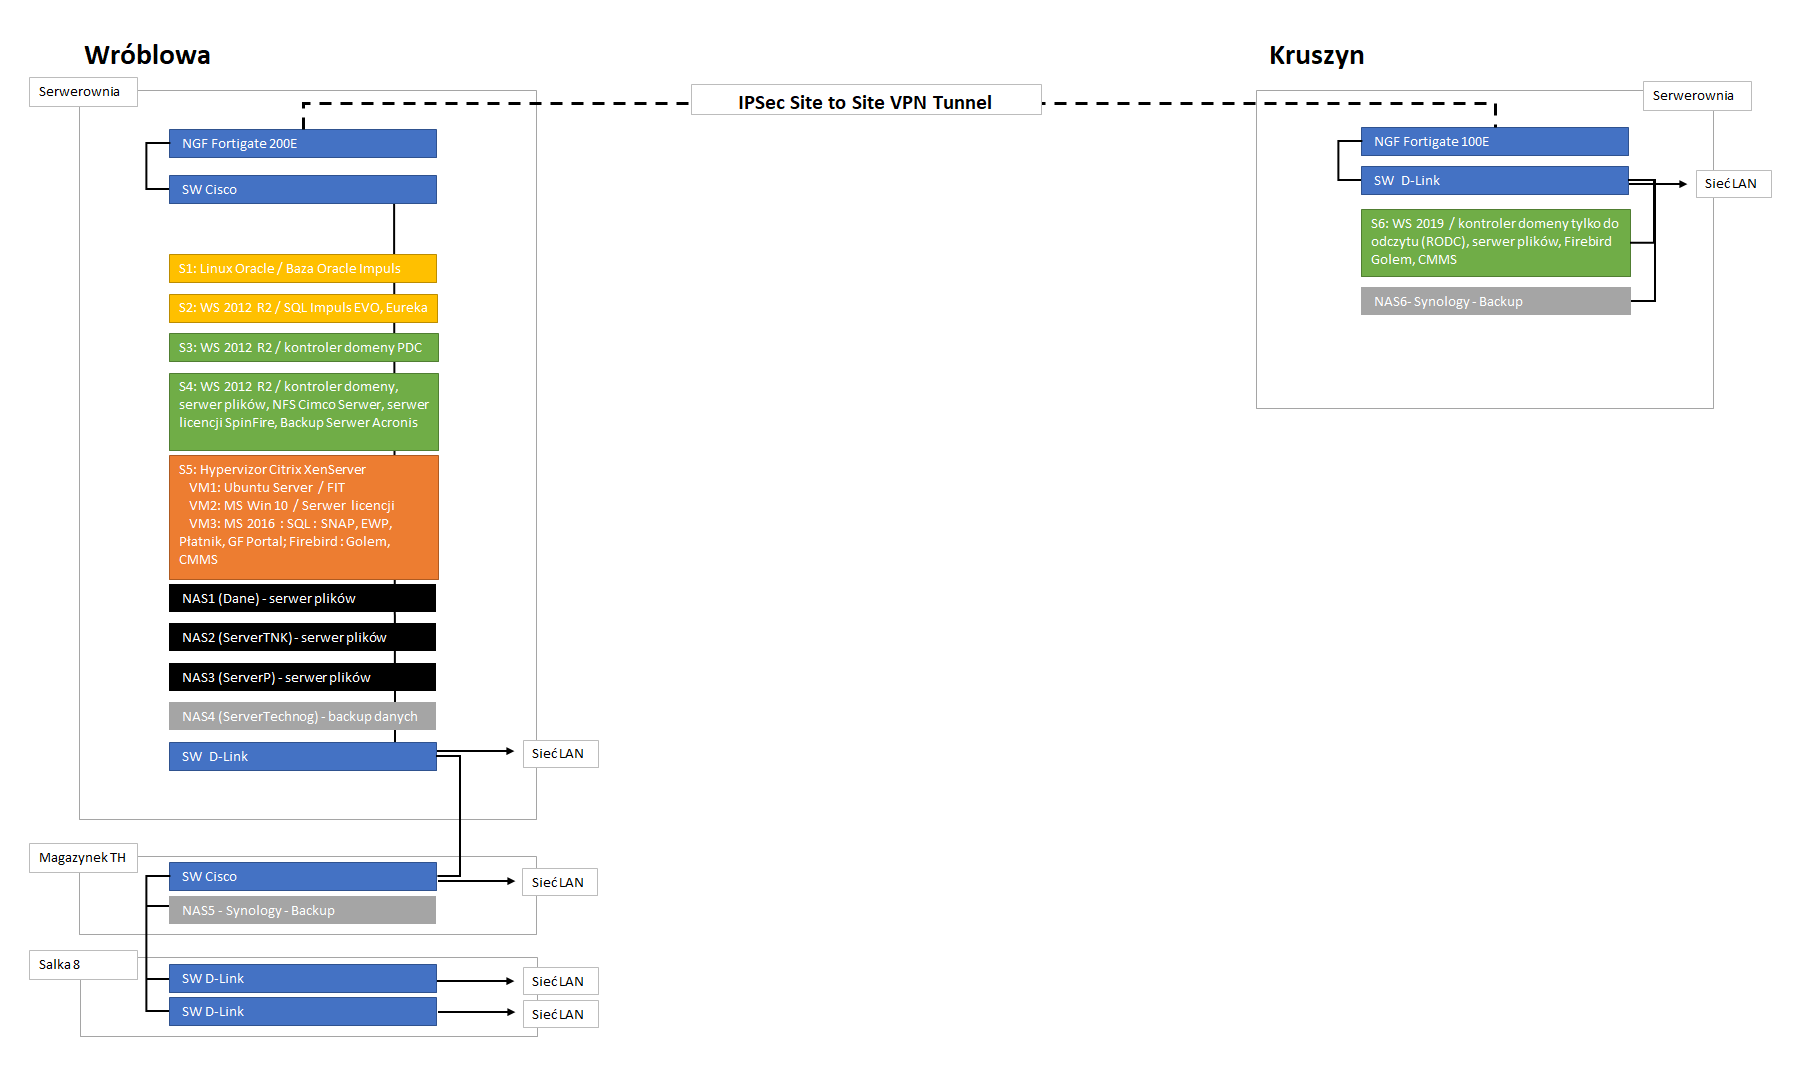 Wróblowa
Serwerownia
NGF Fortigate 200E
SW Cisco
S1: Linux Oracle / Baza Oracle Impuls
S2: WS 2012 R2 / SQL Impuls EVO, Eureka
S3: WS 2012 R2 / kontroler domeny PDC
S4: WS 2012 R2 / kontroler domeny,
serwer plików, NFS Cimco Serwer, serwer
licencji SpinFire, Backup Serwer Acronis
S5: Hypervizor Citrix XenServer
VM1: Ubuntu Server / FIT
VM2: MS Win 10 / Serwer licencji
VM3: MS 2016 : SQL : SNAP, EWP,
Płatnik, GF Portal; Firebird : Golem,
CMMS
NAS1 (Dane) - serwer plików
NAS2 (ServerTNK) - serwer plików
NAS3 (ServerP) - serwer plików
NAS4 (ServerTechnog) - backup danych
SW D-Link
Sieć LAN
Magazynek TH
SW Cisco
Sieć LAN
NAS5 - Synology - Backup
Salka 8
SW D-Link
Sieć LAN
SW D-Link
Sieć LAN
IPSec Site to Site VPN Tunnel
Kruszyn
Serwerownia
NGF Fortigate 100E
SW D-Link
Sieć LAN
S6: WS 2019 / kontroler domeny tylko do
odczytu (RODC), serwer plików, Firebird
Golem, CMMS
NAS6- Synology - Backup